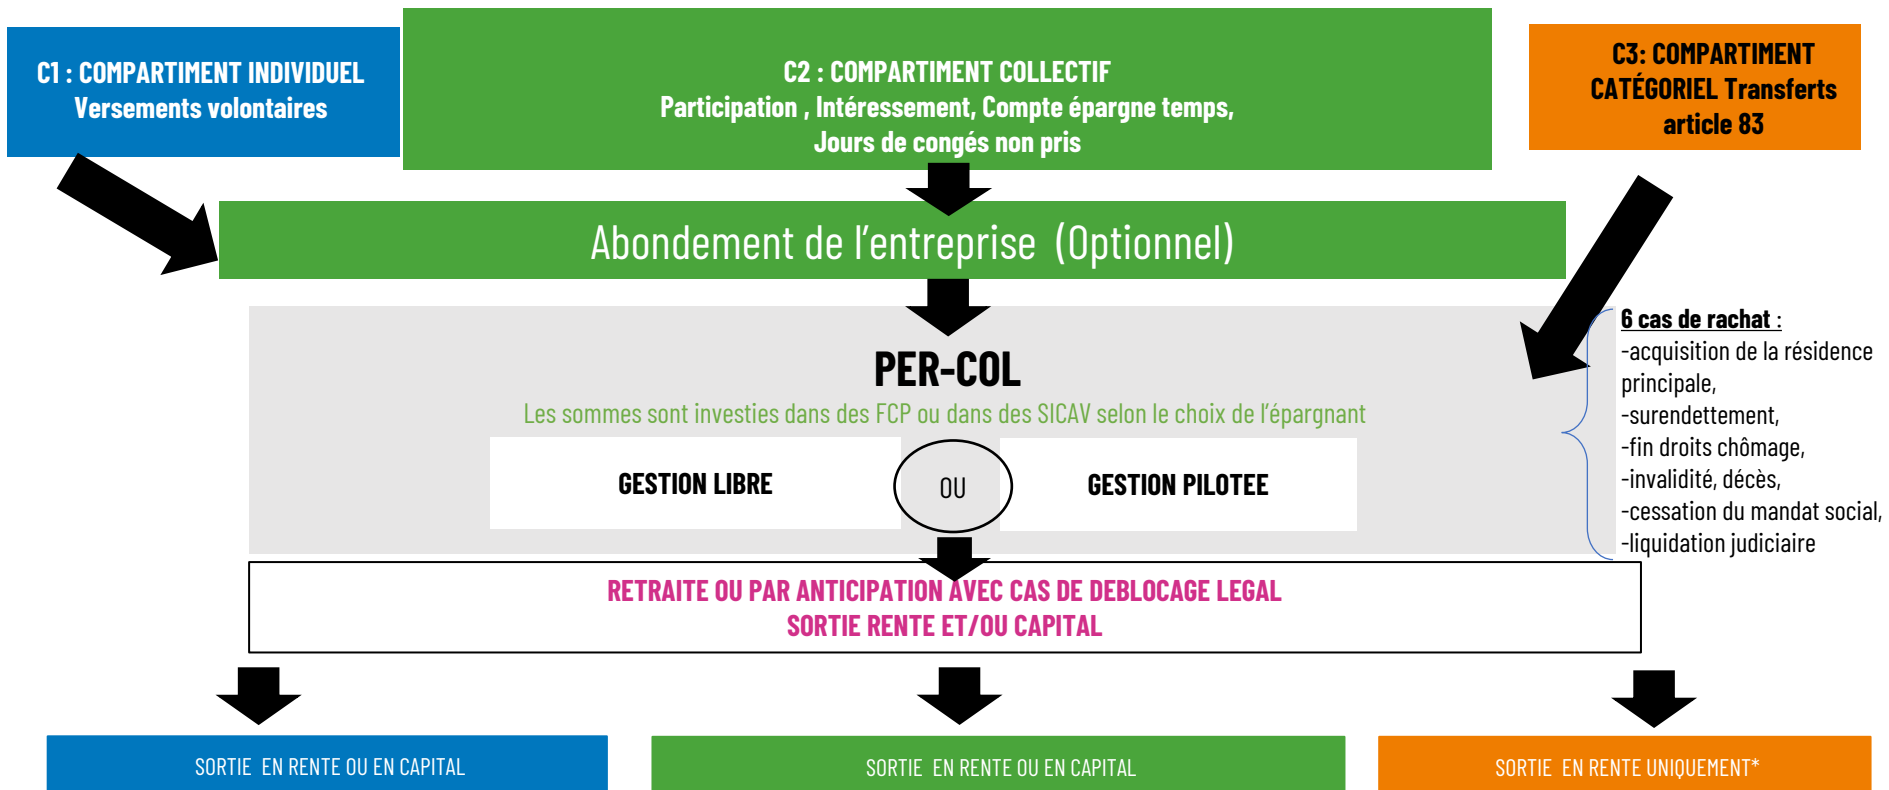 C1 : COMPARTIMENT INDIVIDUEL
Versements volontaires
C2 : COMPARTIMENT COLLECTIF
Participation , Intéressement, Compte épargne temps,
Jours de congés non pris
C3: COMPARTIMENT
CATÉGORIEL Transferts
article 83
Abondement de l’entreprise (Optionnel)
PER-COL
Les sommes sont investies dans des FCP ou dans des SICAV selon le choix de l’épargnant
GESTION LIBRE
OU
GESTION PILOTEE
6 cas de rachat :
-acquisition de la résidence
principale,
-surendettement,
-fin droits chômage,
-invalidité, décès,
-cessation du mandat social,
-liquidation judiciaire
RETRAITE OU PAR ANTICIPATION AVEC CAS DE DEBLOCAGE LEGAL
SORTIE RENTE ET/OU CAPITAL
SORTIE EN RENTE OU EN CAPITAL
SORTIE EN RENTE OU EN CAPITAL
SORTIE EN RENTE UNIQUEMENT*